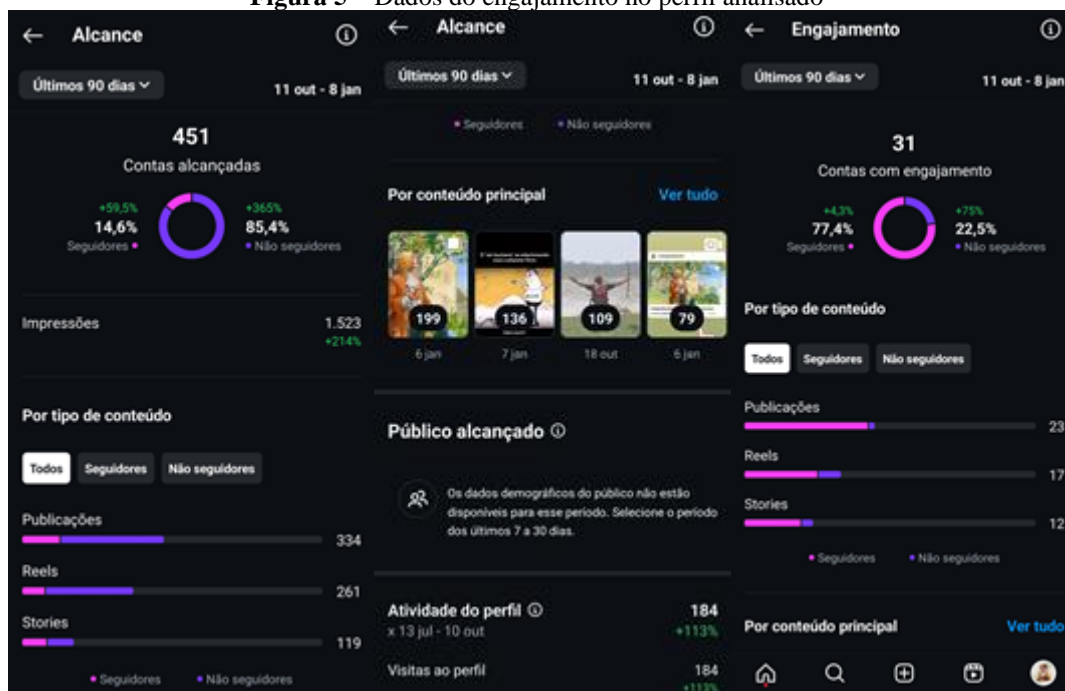 Figura 5 – Dados do engajamento no perfil analisado
Alcance
Últimos 90 dias
11 out - 8 jan
451
Contas alcançadas
+59,5%
14,6%
Seguidores
+365%
85,4%
Não seguidores
Impressões
1.523
+214%
Por tipo de conteúdo
Todos Seguidores Não seguidores
Publicações
334
Reels
261
Stories
119
Seguidores Não seguidores
Alcance
Últimos 90 dias
11 out - 8 jan
Seguidores Não seguidores
Por conteúdo principal Ver tudo
199 136 109 79
6 jan 7 jan 18 out 6 jan
Público alcançado
Os dados demográficos do público não estão
disponíveis para esse período. Selecione o período
dos últimos 7 a 30 dias.
Atividade do perfil 184
x 13 jul - 10 out +113%
Visitas ao perfil 184
+113%
Engajamento
Últimos 90 dias
11 out - 8 jan
31
Contas com engajamento
+4,3%
77,4%
Seguidores
+75%
22,5%
Não seguidores
Por tipo de conteúdo
Todos Seguidores Não seguidores
Publicações
23
Reels
17
Stories
12
Seguidores Não seguidores
Por conteúdo principal Ver tudo